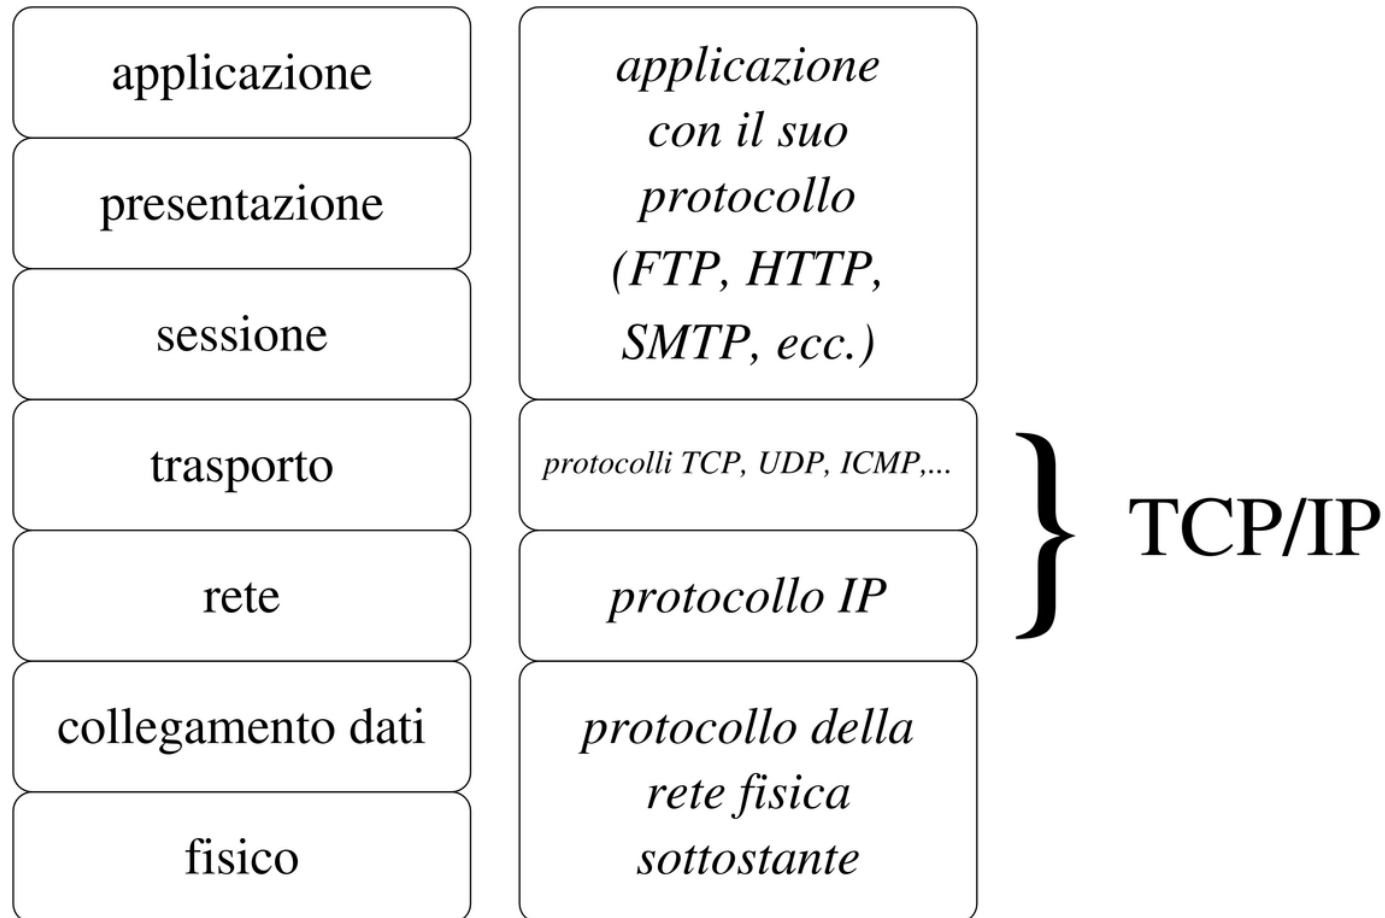 applicazione
presentazione
sessione
trasporto
rete
collegamento dati
fisico
applicazione
con il suo
protocollo
(FTP, HTTP,
SMTP, ecc.)
protocolli TCP, UDP, ICMP,...
protocollo IP
protocollo della
rete fisica
sottostante
} TCP/IP